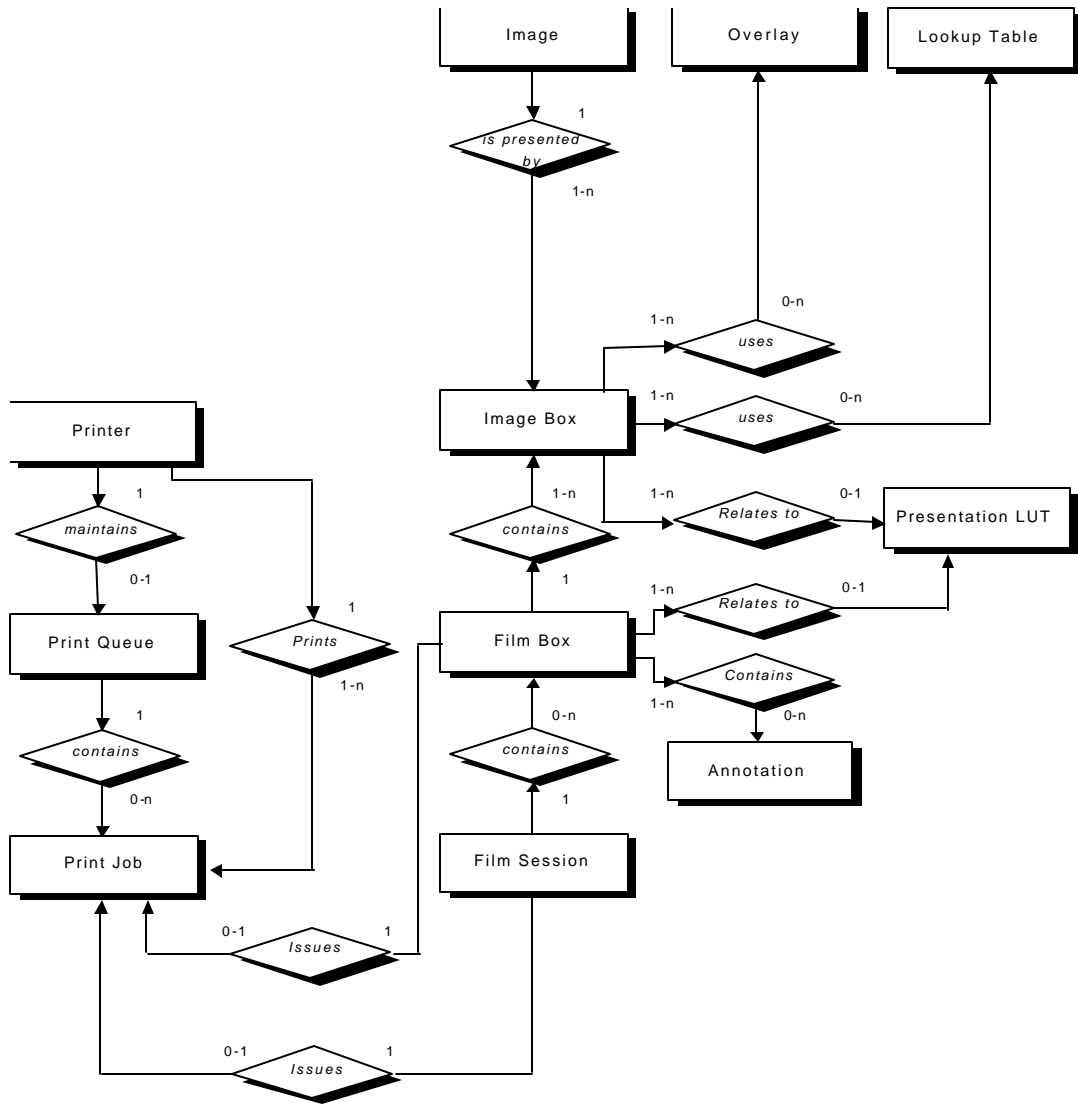 Image
Overlay
Lookup Table
1
is presented
by
1-n
0-n
1-n
uses
1-n
0-n
uses
Image Box
Printer
1
maintains
0-1
1-n
contains
1
1-n
Relates to
0-1
Presentation LUT
1-n
Relates to
0-1
Print Queue
1
Prints
1-n
Film Box
Contains
1-n
0-n
Annotation
1
contains
0-n
0-n
contains
1
Print Job
Film Session
0-1
Issues
1
0-1
Issues
1